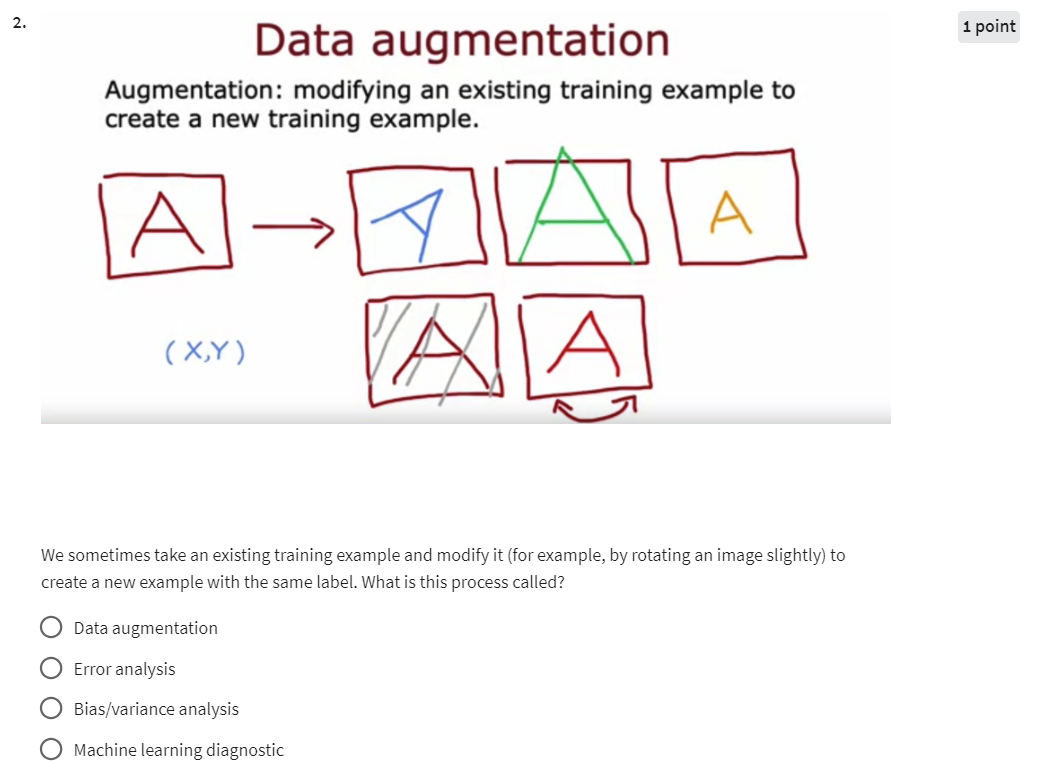 2.
1 point
Data augmentation
Augmentation: modifying an existing training example to
create a new training example.
A
A
A
A
(X,Y)
A
A
We sometimes take an existing training example and modify it (for example, by rotating an image slightly) to
create a new example with the same label. What is this process called?
Data augmentation
Error analysis
Bias/variance analysis
Machine learning diagnostic